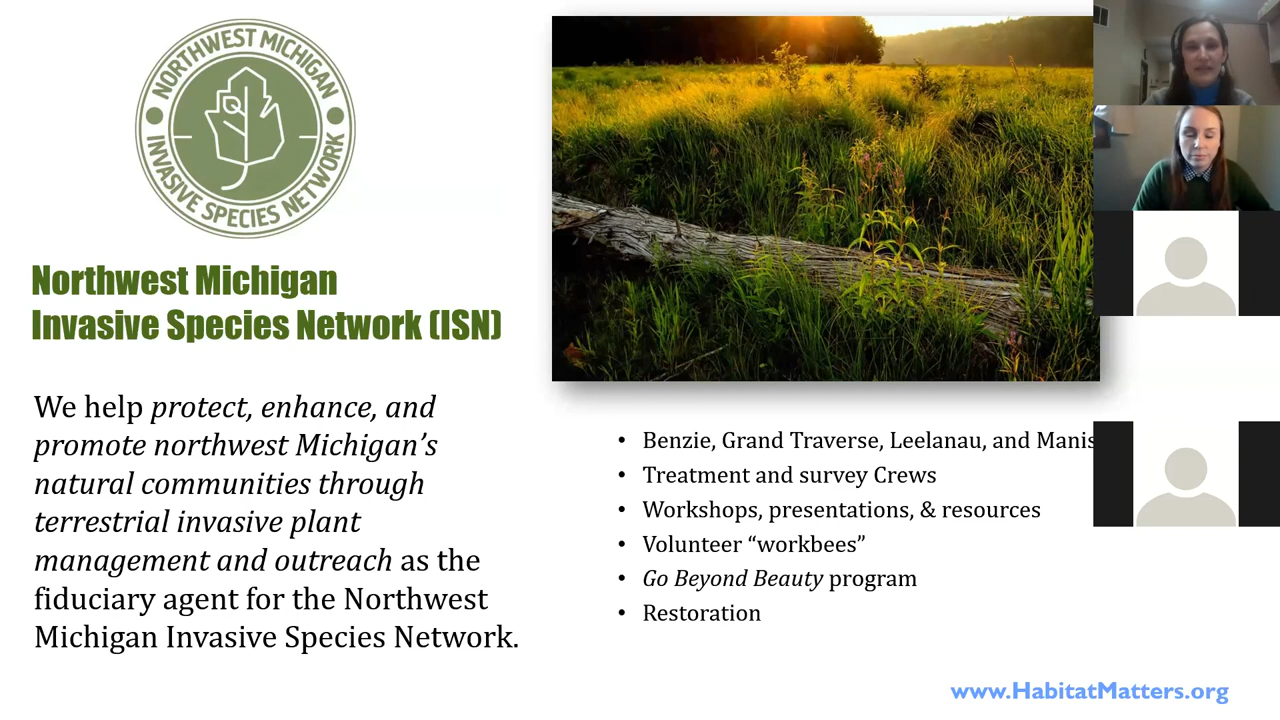 NORTHWEST MICHIGAN
INVASIVE SPECIES NETWORK
Northwest Michigan
Invasive Species Network (ISN)
We help protect, enhance, and
promote northwest Michigan’s
natural communities through
terrestrial invasive plant
management and outreach as the
fiduciary agent for the Northwest
Michigan Invasive Species Network.
• Benzie, Grand Traverse, Leelanau, and Manis
• Treatment and survey Crews
• Workshops, presentations, & resources
• Volunteer “workbees”
• Go Beyond Beauty program
• Restoration
www.HabitatMatters.org